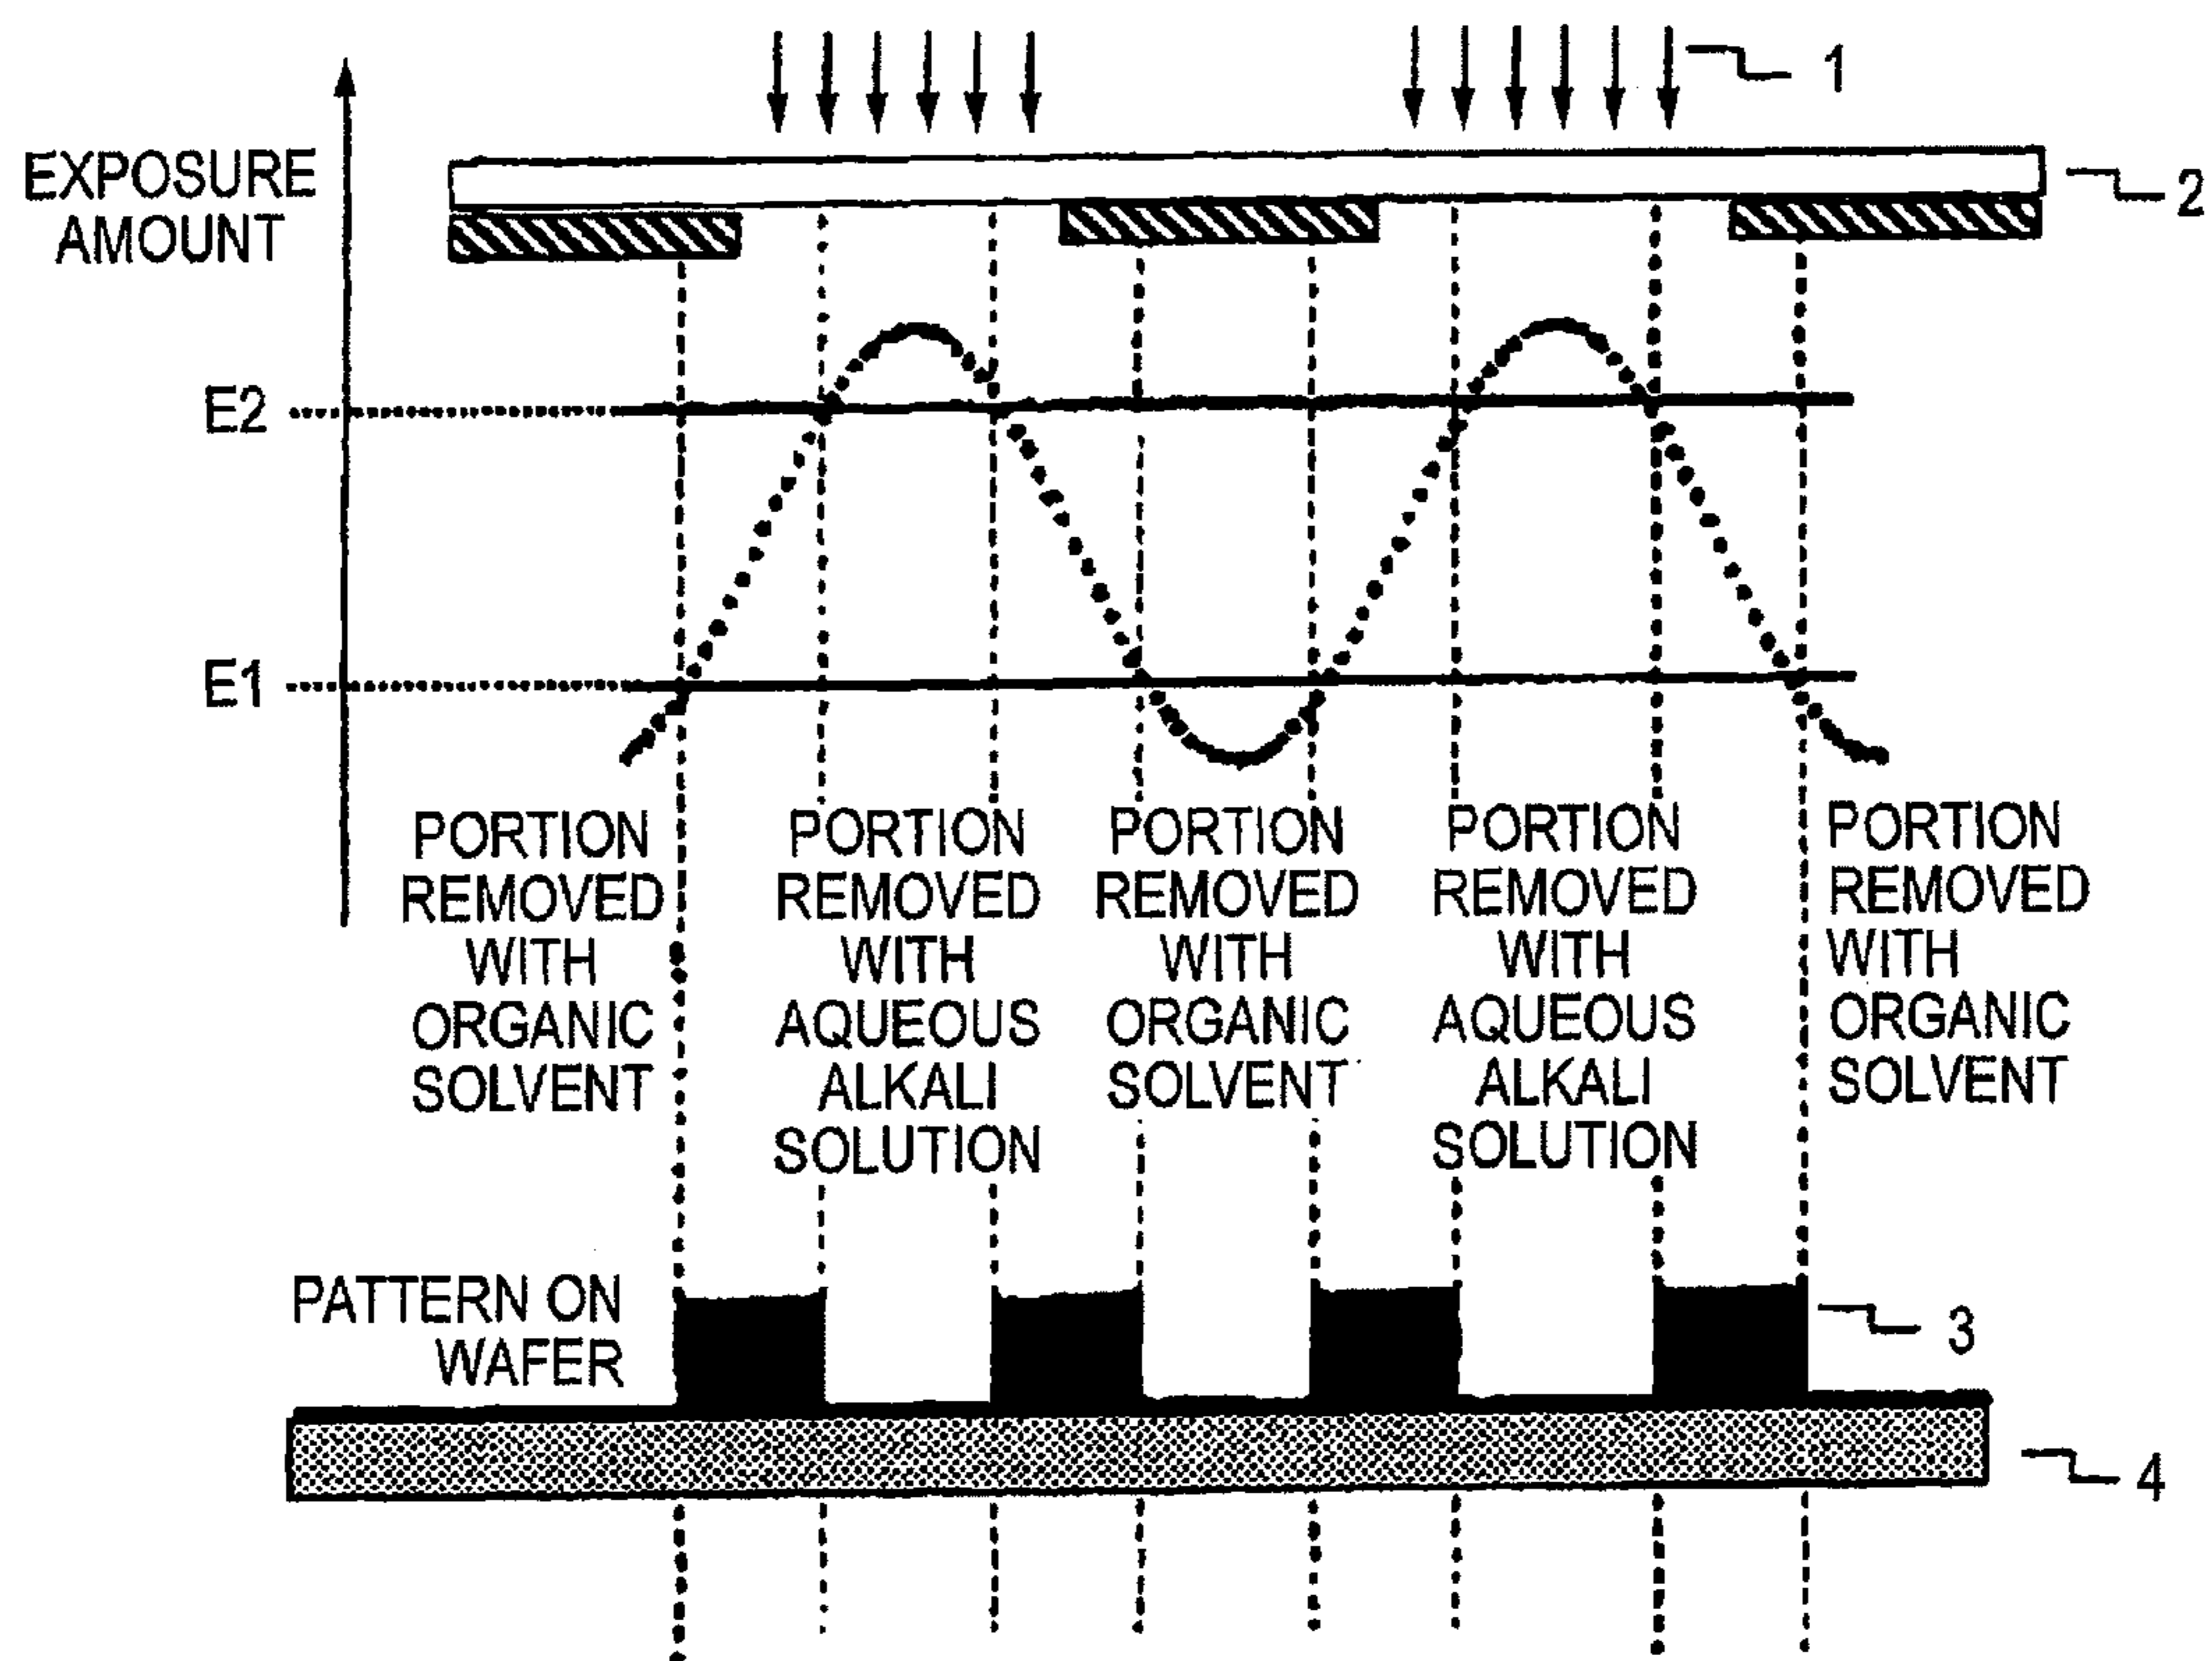 1
EXPOSURE
AMOUNT
2
E2
E1
PORTION
REMOVED
WITH
ORGANIC
SOLVENT
PORTION
REMOVED
WITH
AQUEOUS
ALKALI
SOLUTION
PORTION
REMOVED
WITH
ORGANIC
SOLVENT
PORTION
REMOVED
WITH
AQUEOUS
ALKALI
SOLUTION
PORTION
REMOVED
WITH
ORGANIC
SOLVENT
PATTERN ON
WAFER
3
4